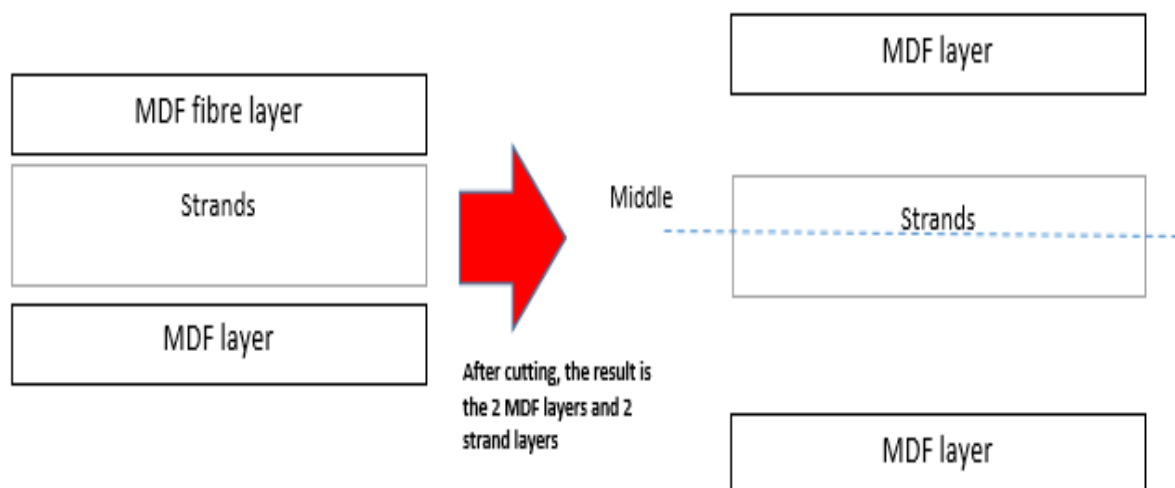 MDF fibre layer
Strands
MDF layer
After cutting, the result is
the 2 MDF layers and 2
strand layers
MDF layer
Middle
Strands
MDF layer